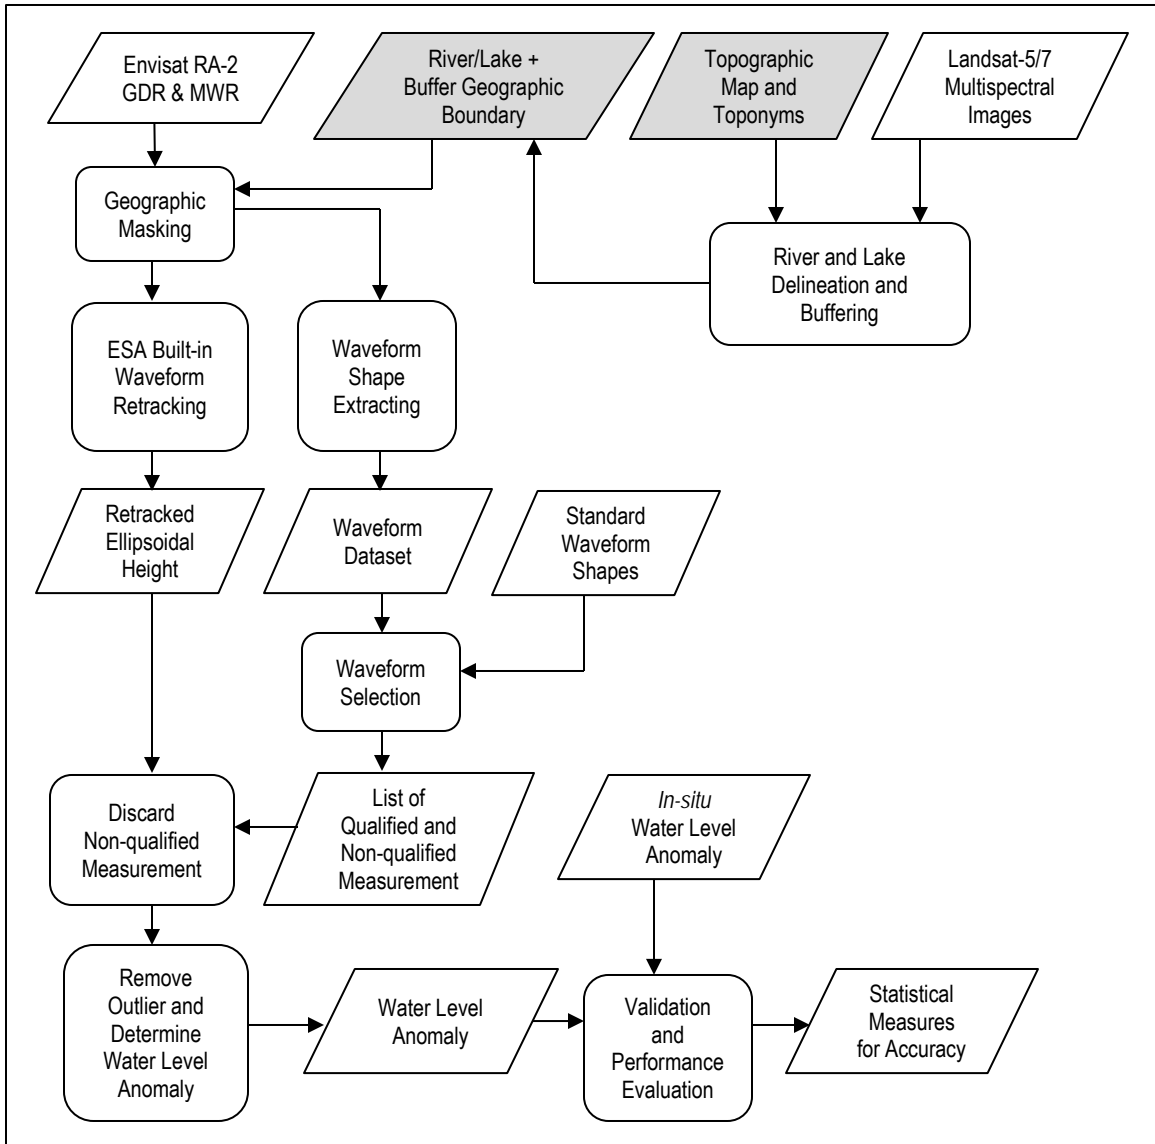 Envisat RA-2
GDR & MWR
River/Lake +
Buffer Geographic
Boundary
Topographic
Map and
Toponyms
Landsat-5/7
Multispectral
Images
Geographic
Masking
River and Lake
Delineation and
Buffering
ESA Built-in
Waveform
Retracking
Waveform
Shape
Extracting
Retracked
Ellipsoidal
Height
Waveform
Dataset
Standard
Waveform
Shapes
Waveform
Selection
Discard
Non-qualified
Measurement
List of
Qualified and
Non-qualified
Measurement
In-situ
Water Level
Anomaly
Remove
Outlier and
Determine
Water Level
Anomaly
Water Level
Anomaly
Validation
and
Performance
Evaluation
Statistical
Measures
for Accuracy